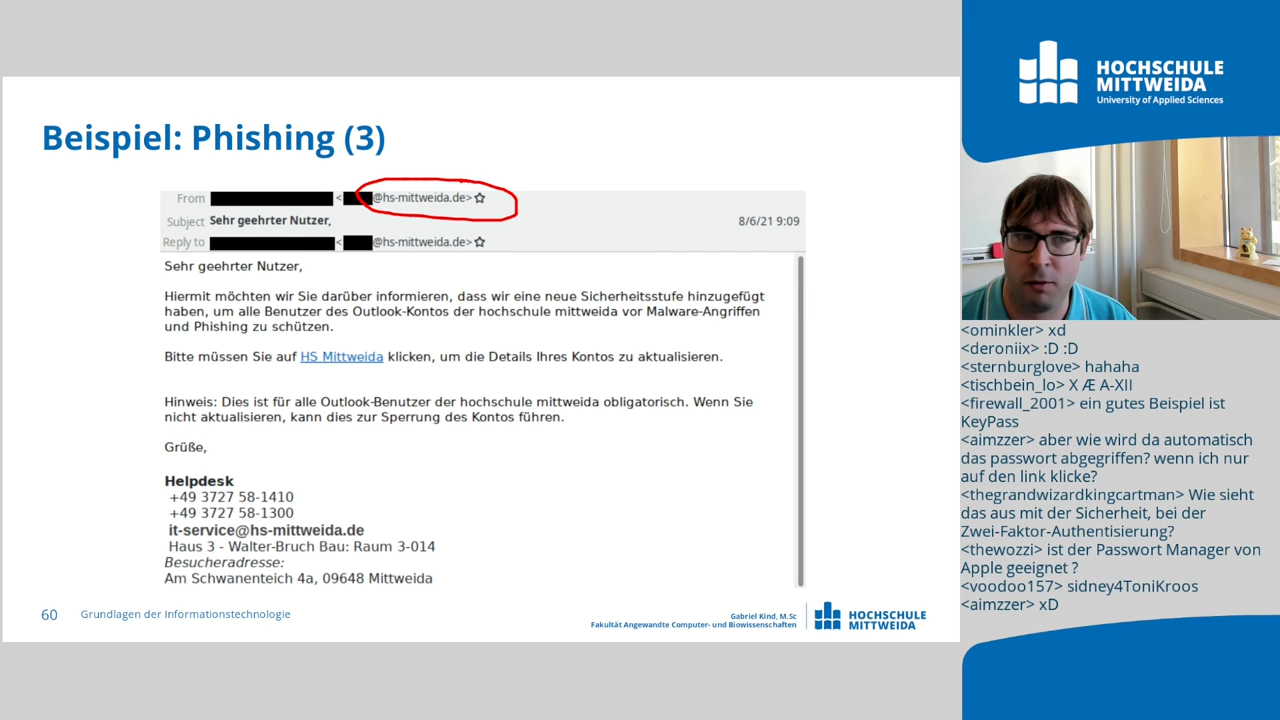 Beispiel: Phishing (3)
From < @hs-mittweida.de>
Subject Sehr geehrter Nutzer, 8/6/21 9:09
Reply to < @hs-mittweida.de>
Sehr geehrter Nutzer,
Hiermit möchten wir Sie darüber informieren, dass wir eine neue Sicherheitsstufe hinzugefügt
haben, um alle Benutzer des Outlook-Kontos der hochschule mittweida vor Malware-Angriffen
und Phishing zu schützen.
Bitte müssen Sie auf HS Mittweida klicken, um die Details Ihres Kontos zu aktualisieren.
Hinweis: Dies ist für alle Outlook-Benutzer der hochschule mittweida obligatorisch. Wenn Sie
nicht aktualisieren, kann dies zur Sperrung des Kontos führen.
Grüße,
Helpdesk
+49 3727 58-1410
+49 3727 58-1300
it-service@hs-mittweida.de
Haus 3 - Walter-Bruch Bau: Raum 3-014
Besucheradresse:
Am Schwanenteich 4a, 09648 Mittweida
60 Grundlagen der Informationstechnologie
Gabriel Kind, M.Sc
Fakultät Angewandte Computer- und Biowissenschaften
HOCHSCHULE
MITTWEIDA
HOCHSCHULE
MITTWEIDA
University of Applied Sciences
<ominkler> xd
<deroniix> :D :D
<sternburglove> hahaha
<tischbein_lo> X Æ A-XII
<firewall_2001> ein gutes Beispiel ist
KeyPass
<aimzzer> aber wie wird da automatisch
das passwort abgegriffen? wenn ich nur
auf den link klicke?
<thegrandwizardkingcartman> Wie sieht
das aus mit der Sicherheit, bei der
Zwei-Faktor-Authentisierung?
<thewozzi> ist der Passwort Manager von
Apple geeignet ?
<voodoo157> sidney4ToniKroos
<aimzzer> xD